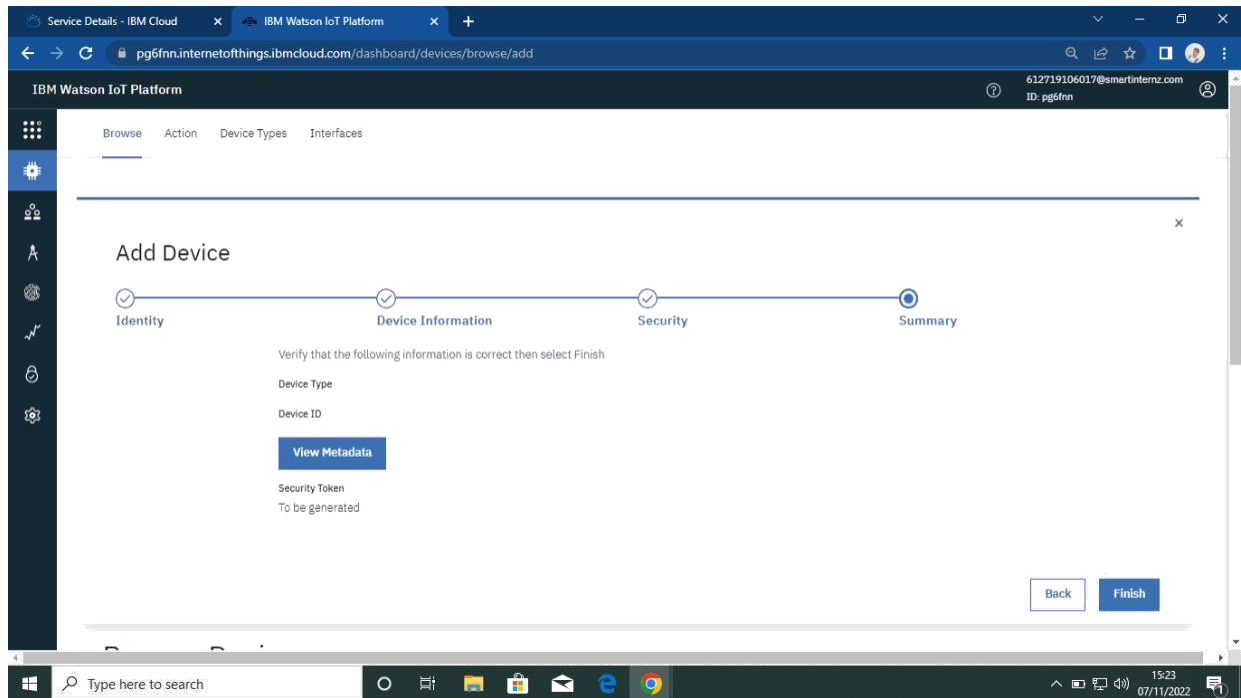 Service Details - IBM Cloud
IBM Watson IoT Platform
pg6fnn.internetofthings.ibmcloud.com/dashboard/devices/browse/add
IBM Watson IoT Platform
612719106017@smartinternz.com
ID: pg6fnn
Browse Action Device Types Interfaces
Add Device
Identity Device Information Security Summary
Verify that the following information is correct then select Finish
Device Type
Device ID
View Metadata
Security Token
To be generated
Back Finish
Type here to search
15:23
07/11/2022
1